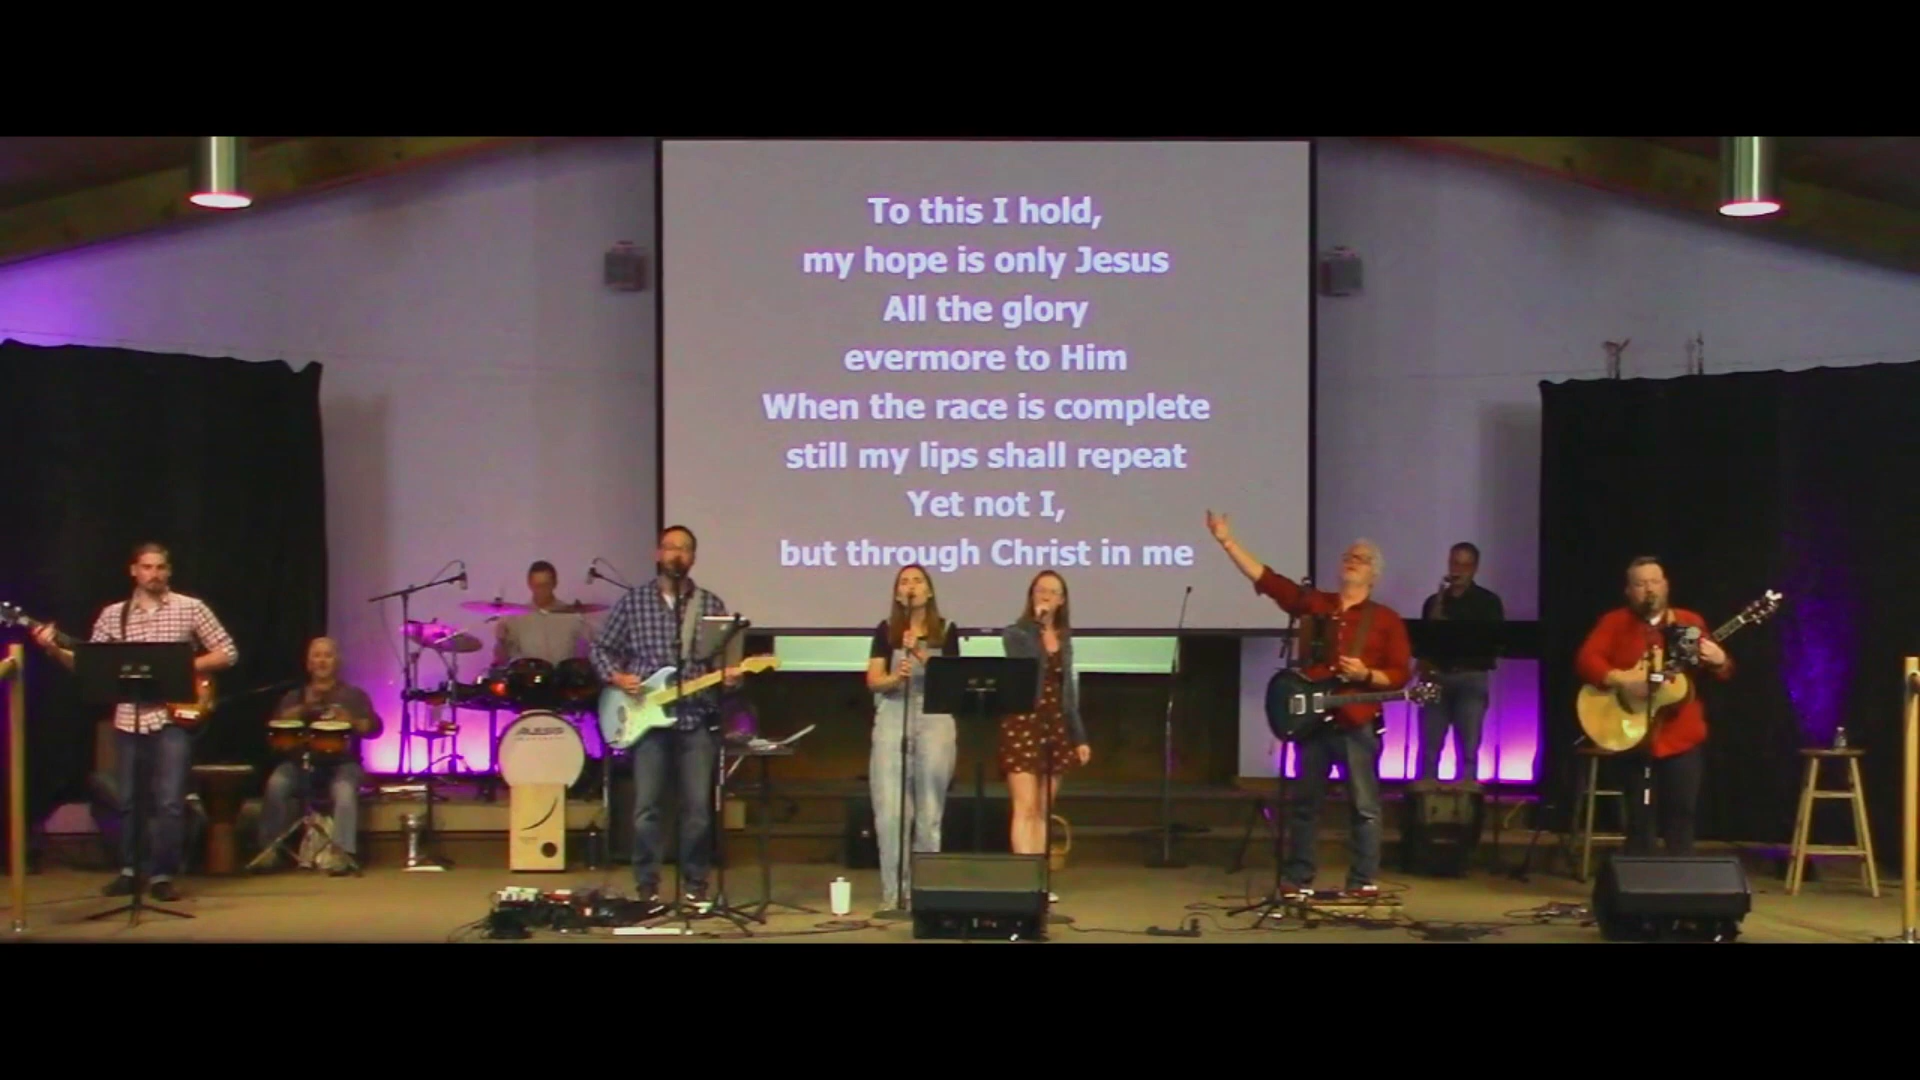 To this I hold,
my hope is only Jesus
All the glory
evermore to Him
When the race is complete
still my lips shall repeat
Yet not I,
but through Christ in me
ALESIS